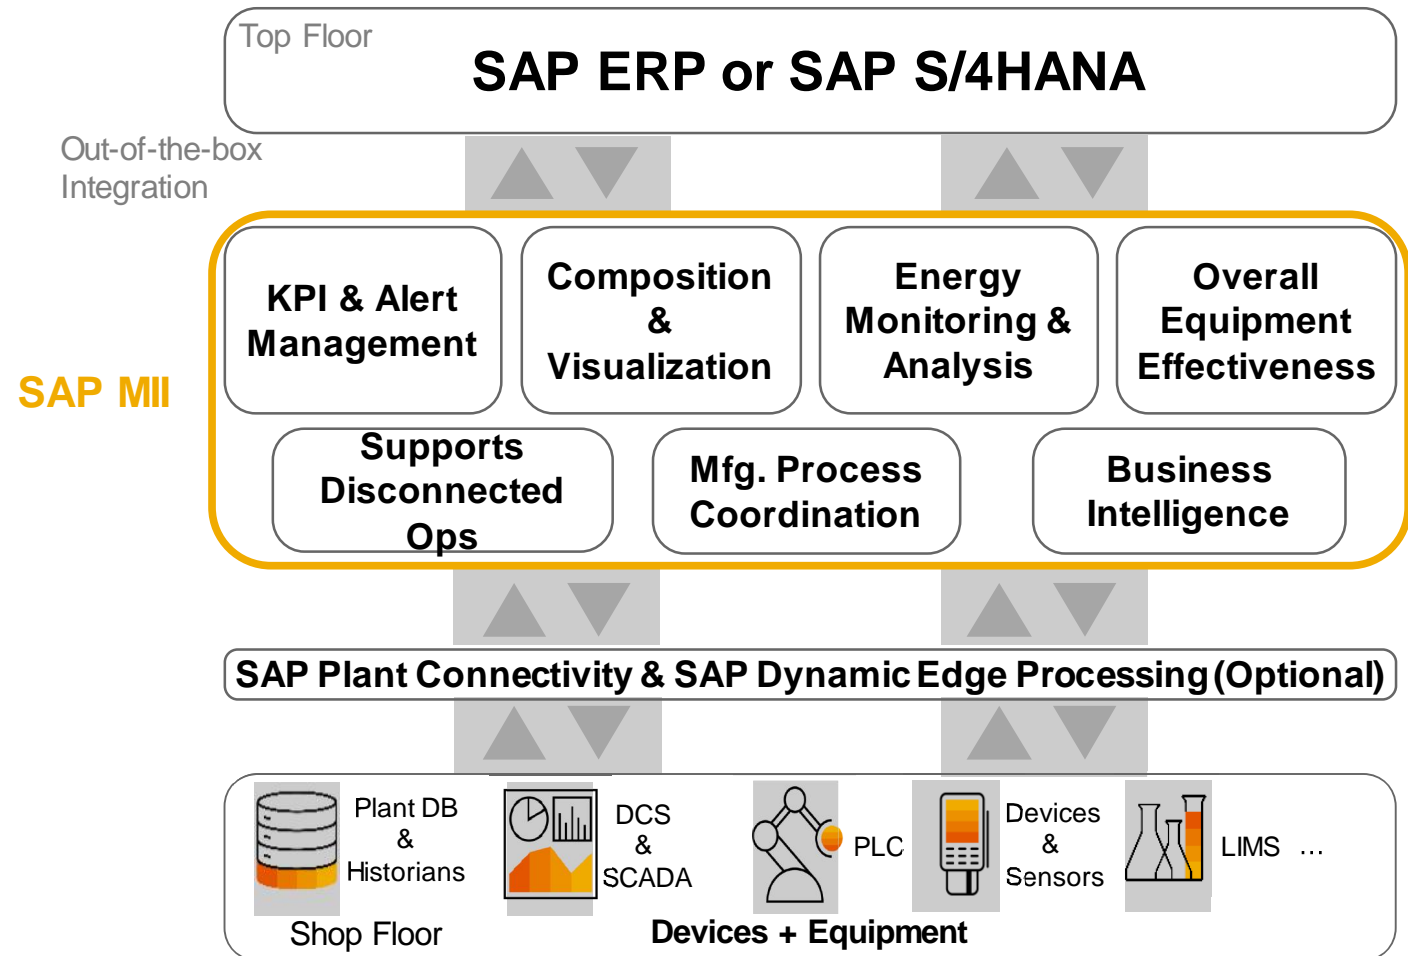 Top Floor
SAP ERP or SAP S/4HANA
Out-of-the-box
Integration
SAP MII
KPI & Alert
Management
Composition
&
Visualization
Energy
Monitoring &
Analysis
Overall
Equipment
Effectiveness
Supports
Disconnected
Ops
Mfg. Process
Coordination
Business
Intelligence
SAP Plant Connectivity & SAP Dynamic Edge Processing (Optional)
Plant DB
&
Historians
DCS
&
SCADA
PLC
Devices
&
Sensors
LIMS ...
Shop Floor
Devices + Equipment